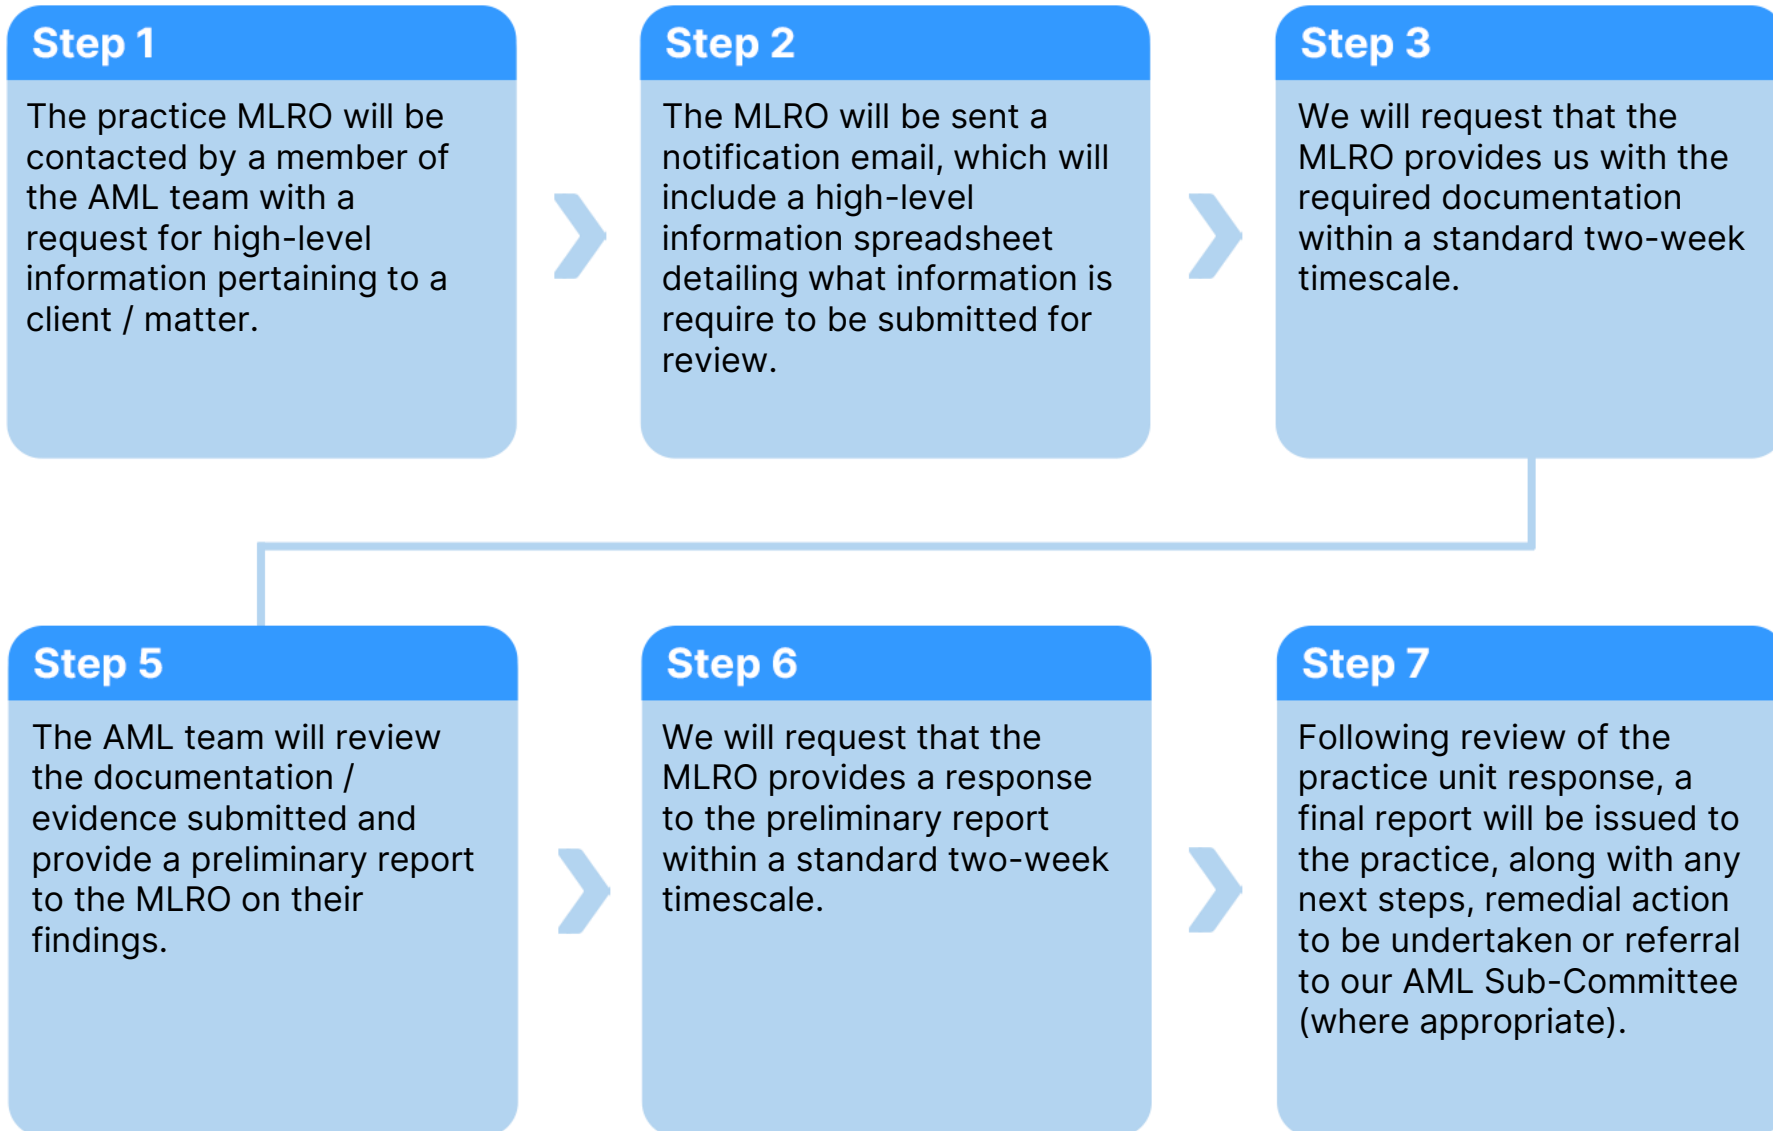 Step 1
The practice MLRO will be
contacted by a member of
the AML team with a
request for high-level
information pertaining to a
client / matter.
Step 2
The MLRO will be sent a
notification email, which will
include a high-level
information spreadsheet
detailing what information is
require to be submitted for
review.
Step 3
We will request that the
MLRO provides us with the
required documentation
within a standard two-week
timescale.
Step 5
The AML team will review
the documentation /
evidence submitted and
provide a preliminary report
to the MLRO on their
findings.
Step 6
We will request that the
MLRO provides a response
to the preliminary report
within a standard two-week
timescale.
Step 7
Following review of the
practice unit response, a
final report will be issued to
the practice, along with any
next steps, remedial action
to be undertaken or referral
to our AML Sub-Committee
(where appropriate).